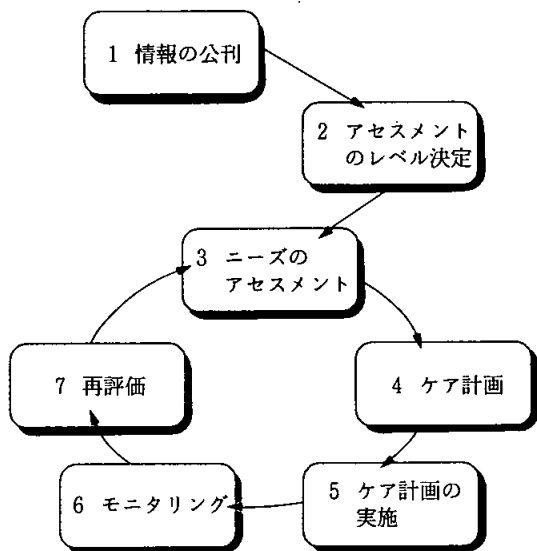 1 情報の公刊
2 アセスメント
のレベル決定
3 ニーズの
アセスメント
4 ケア計画
5 ケア計画の
実施
6 モニタリング
7 再評価